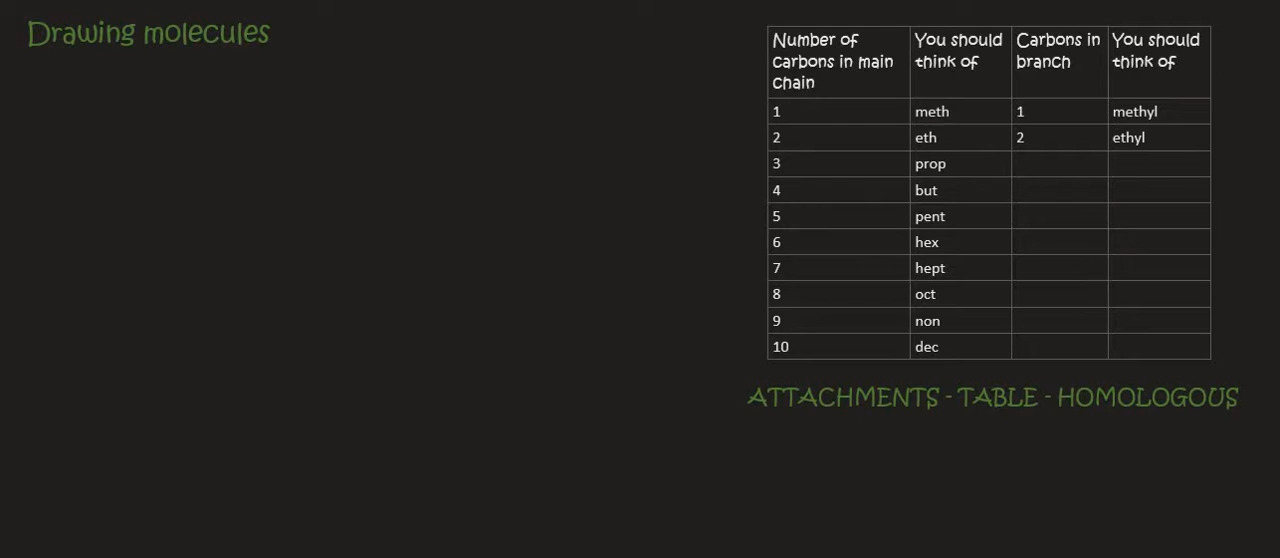 Drawing molecules
Number of carbons in main chain You should think of Carbons in branch You should think of
1 meth 1 methyl
2 eth 2 ethyl
3 prop
4 but
5 pent
6 hex
7 hept
8 oct
9 non
10 dec
ATTACHMENTS - TABLE - HOMOLOGOUS